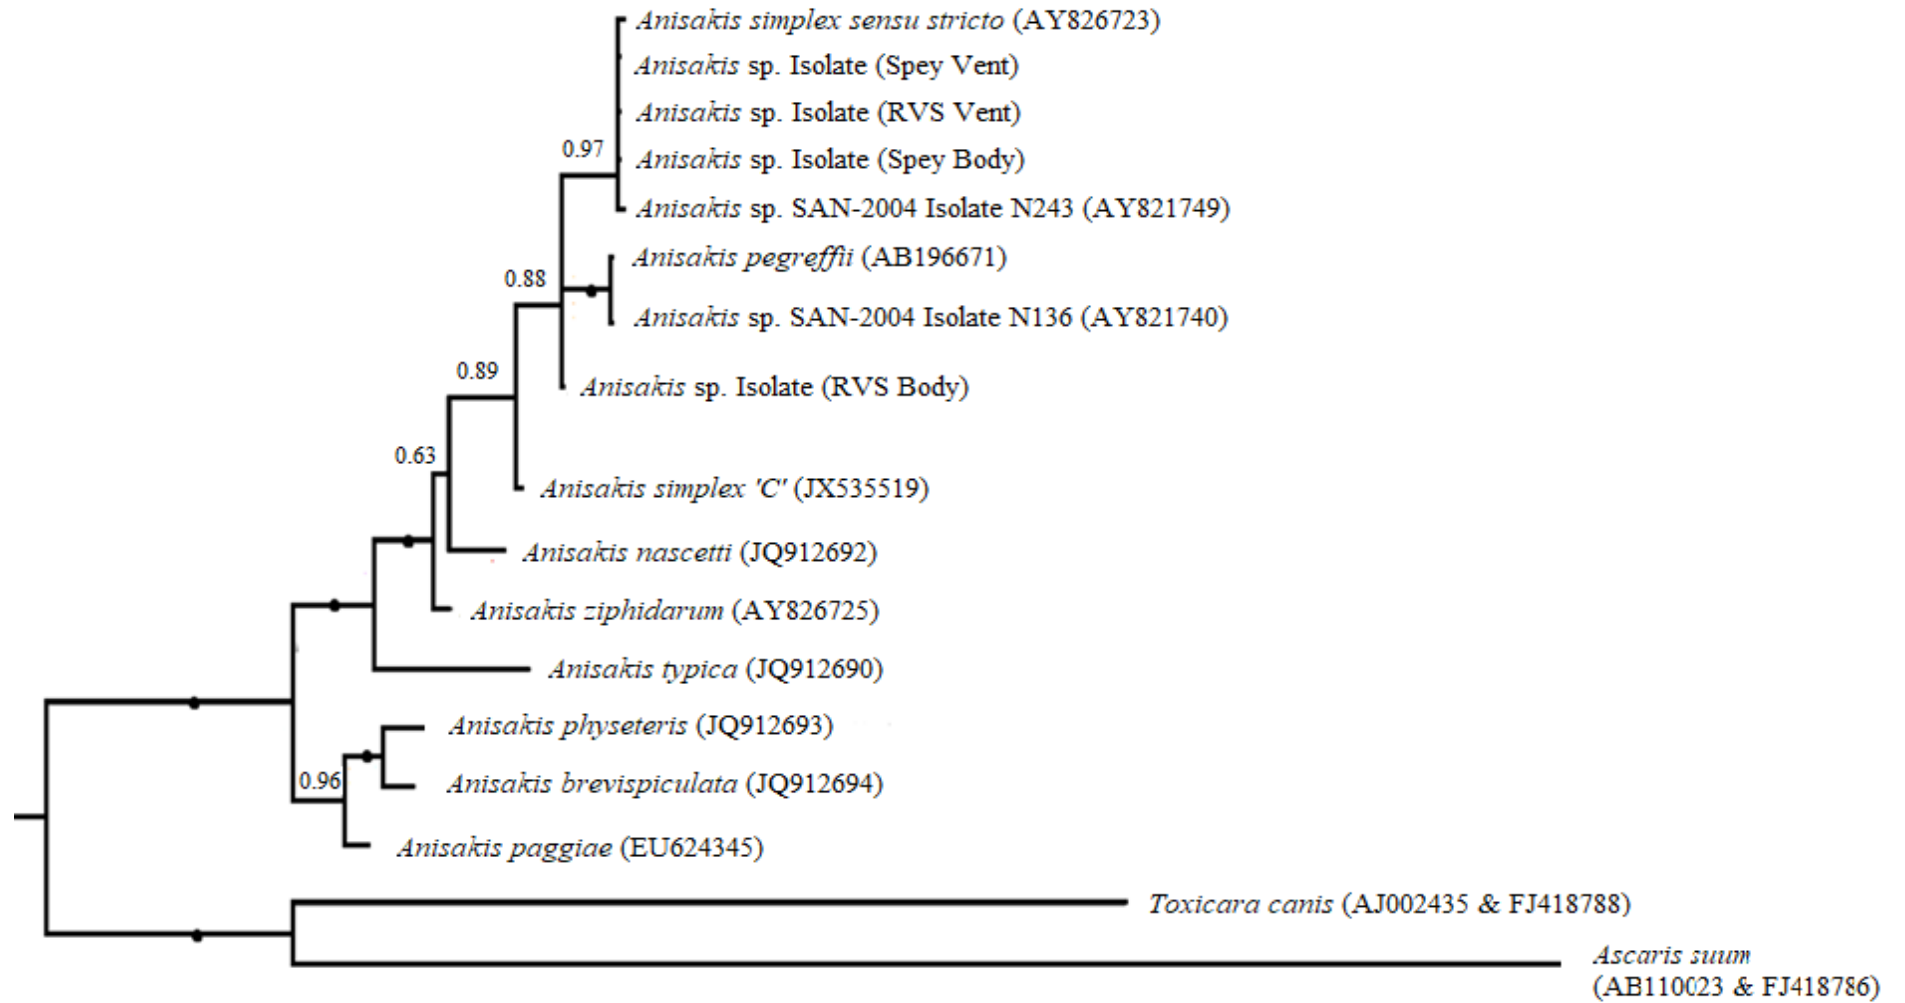 Anisakis simplex sensu stricto (AY826723)
Anisakis sp. Isolate (Spey Vent)
Anisakis sp. Isolate (RVS Vent)
0.97
Anisakis sp. Isolate (Spey Body)
Anisakis sp. SAN-2004 Isolate N243 (AY821749)
Anisakis pegreffii (AB196671)
0.88
Anisakis sp. SAN-2004 Isolate N136 (AY821740)
0.89
Anisakis sp. Isolate (RVS Body)
0.63
Anisakis simplex 'C' (JX535519)
Anisakis nascetti (JQ912692)
Anisakis ziphidarum (AY826725)
Anisakis typica (JQ912690)
Anisakis physeteris (JQ912693)
0.96
Anisakis brevispiculata (JQ912694)
Anisakis paggiae (EU624345)
Toxicara canis (AJ002435 & FJ418788)
Ascaris suum
(AB110023 & FJ418786)